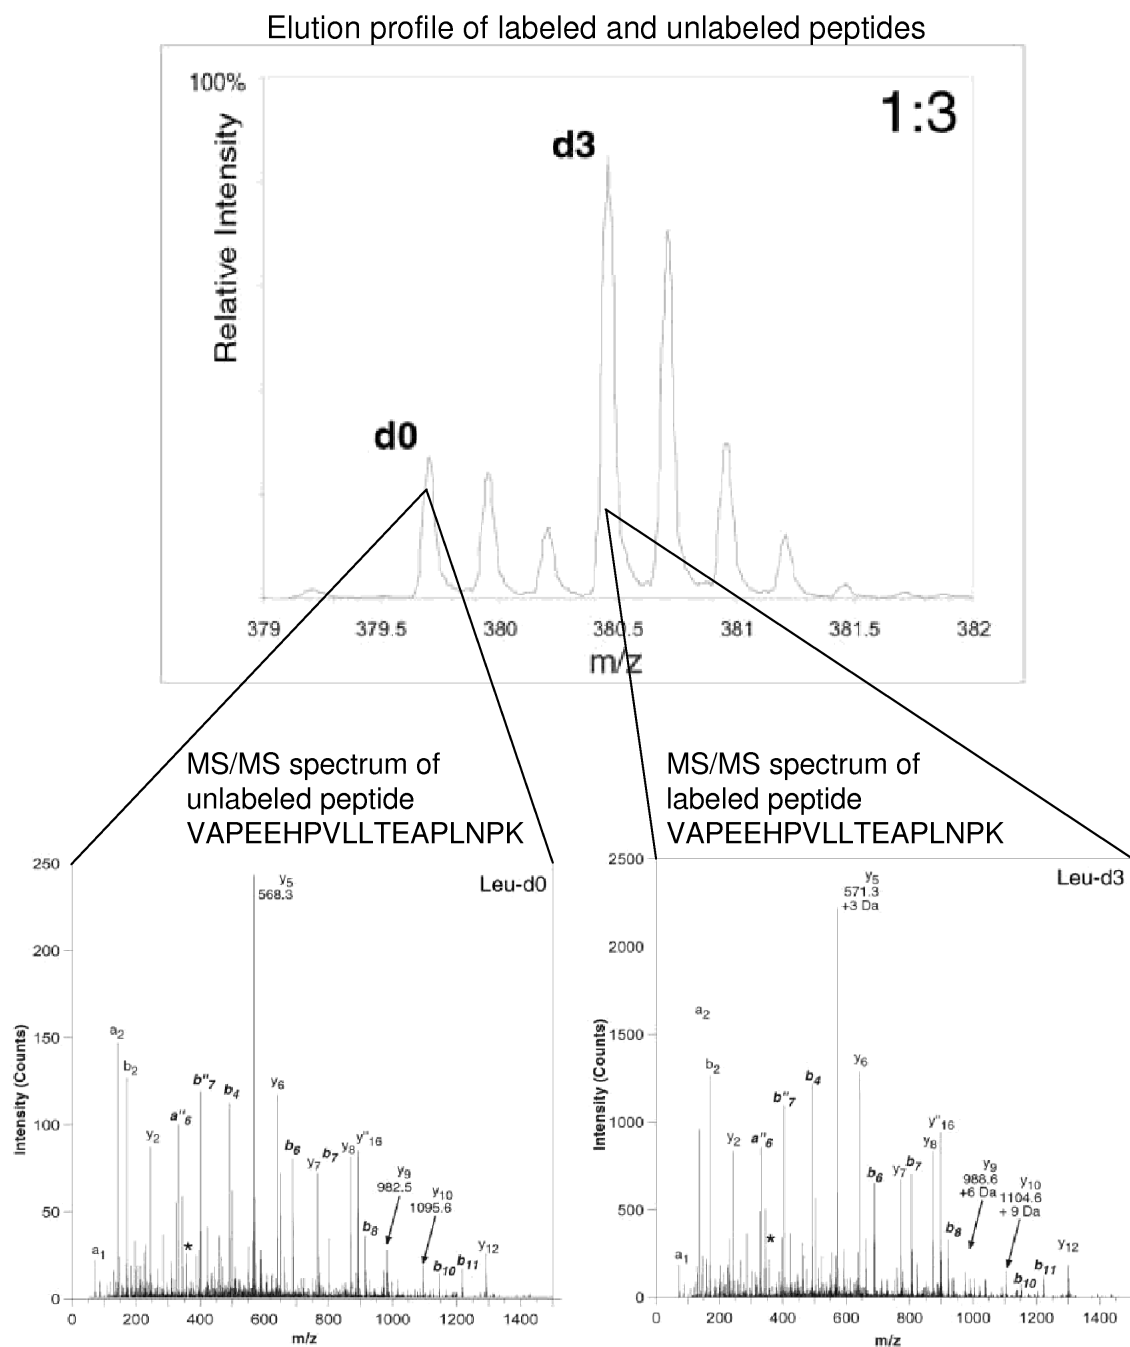 Elution profile of labeled and unlabeled peptides
100%
1:3
Relative Intensity
d3
d0
379
379.5
380
380.5
381
381.5
382
m/z
MS/MS spectrum of
unlabeled peptide
VAPEEHPVLLTEAPLNPK
MS/MS spectrum of
labeled peptide
VAPEEHPVLLTEAPLNPK
Leu-d0
250
200
150
100
50
0
Intensity (Counts)
y5
568.3
a2
b2
y2
a"6
b"7
b4
y6
b6
y7
b7
y8
y"16
y9
982.5
y10
1095.6
b8
a1
*
b10
b11
y12
0
200
400
600
800
1000
1200
1400
m/z
Leu-d3
2500
2000
1500
1000
500
0
Intensity (Counts)
y5
571.3
+3 Da
a2
b2
y2
a"6
b"7
b4
y6
b6
y7
b7
y8
y"16
y9
988.6
+6 Da
y10
1104.6
+ 9 Da
b8
a1
*
b10
b11
y12
0
200
400
600
800
1000
1200
1400
m/z